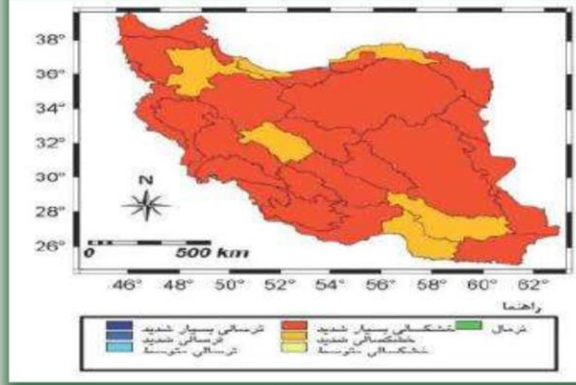 38°
36°
34°
32°
30°
28°
26°
N
0 500 km
46° 48° 50° 52° 54° 56° 58° 60° 62°
راهنما
نرمال خشکسالی بسیار شدید ترسالی بسیار شدید
خشکسالی شدید ترسالی شدید
خشکسالی متوسط ترسالی متوسط